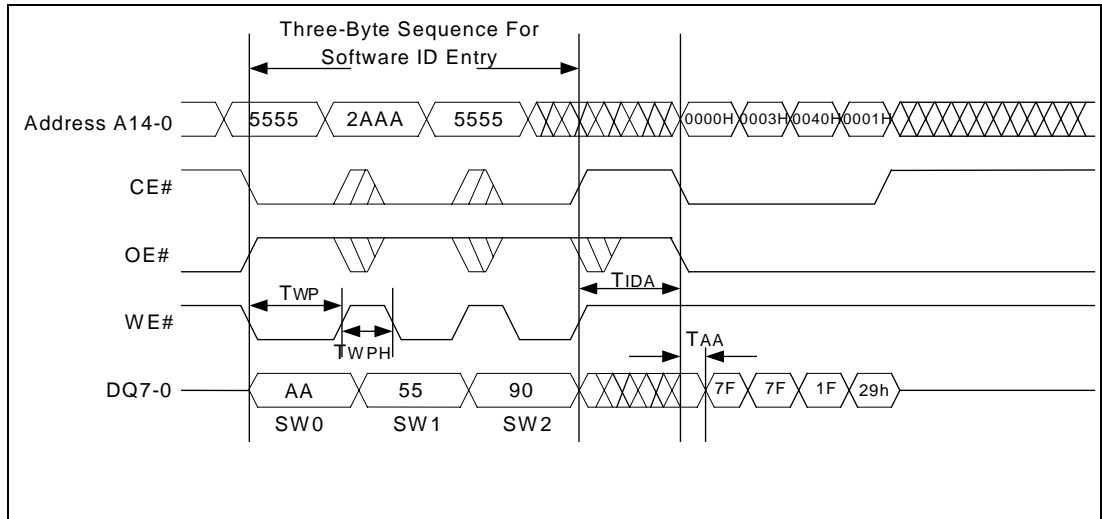 Three-Byte Sequence For
Software ID Entry
Address A14-0
5555
2AAA
5555
0000H
0003H
0040H
0001H
CE#
OE#
TIDA
WE#
TWP
TWPH
TAA
DQ7-0
AA
55
90
7F
7F
1F
29h
SW0
SW1
SW2